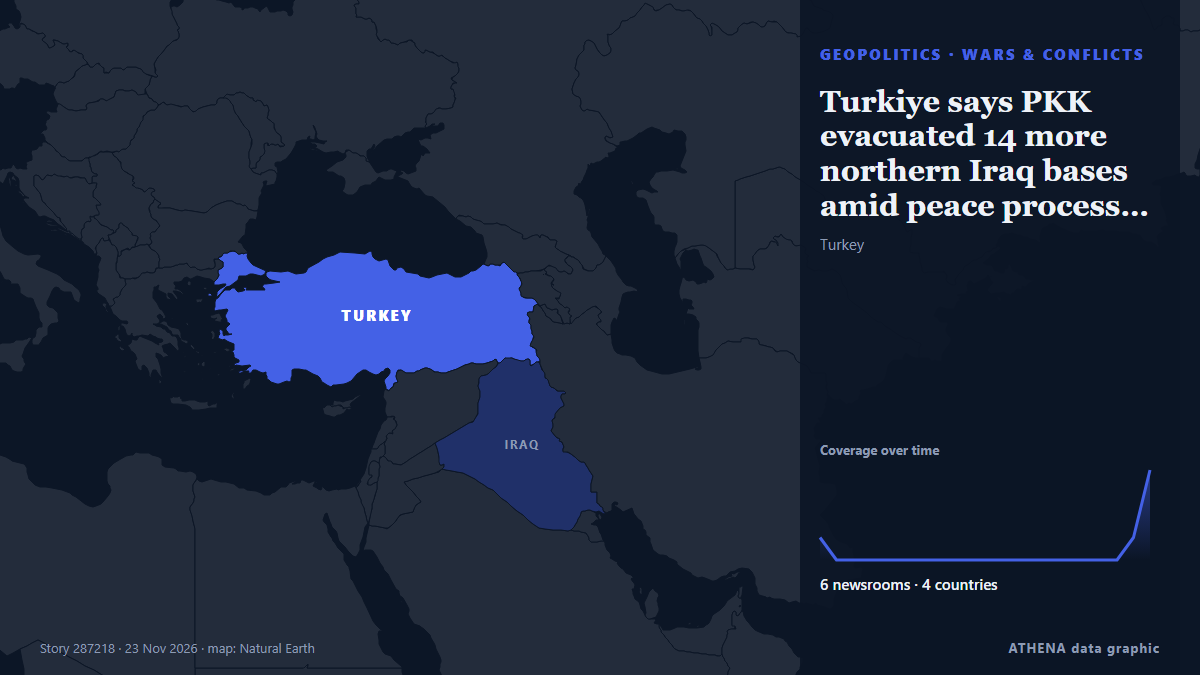 GEOPOLITICS · WARS & CONFLICTS
Turkiye says PKK
evacuated 14 more
northern Iraq bases
amid peace process...
Turkey
TURKEY
IRAQ
Coverage over time
6 newsrooms · 4 countries
Story 287218 · 23 Nov 2026 · map: Natural Earth
ATHENA data graphic